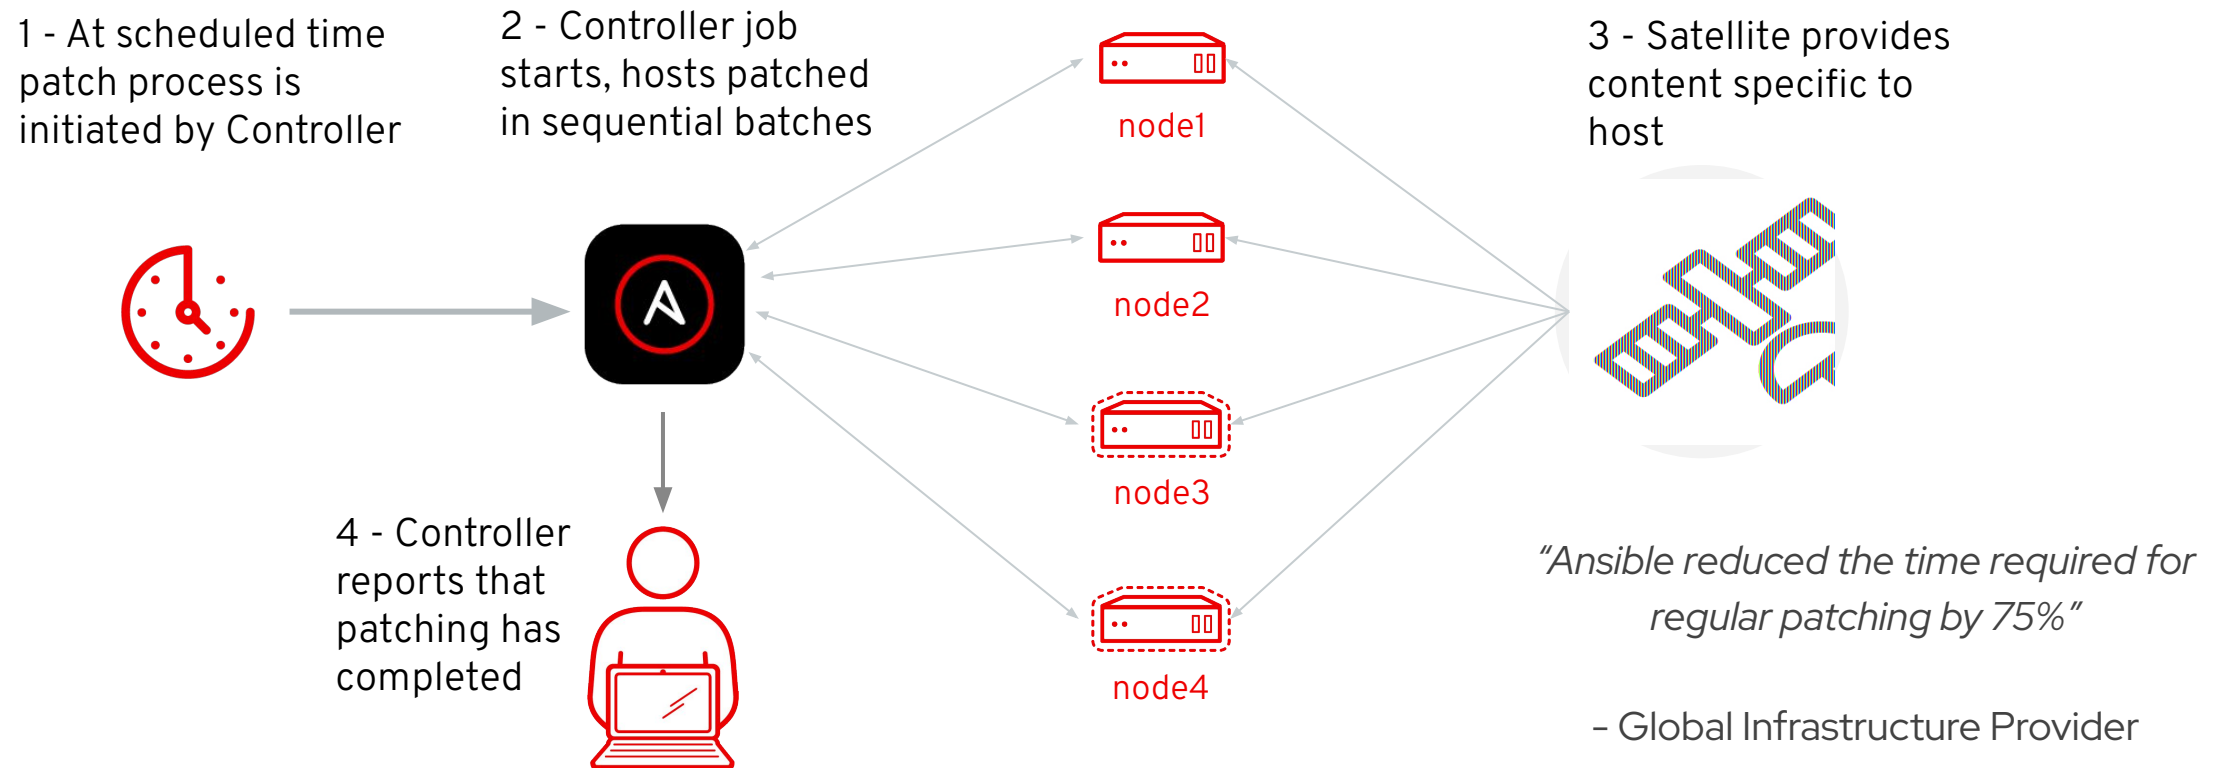 1 - At scheduled time
patch process is
initiated by Controller
2 - Controller job
starts, hosts patched
in sequential batches
node1
node2
node3
node4
3 - Satellite provides
content specific to
host
4 - Controller
reports that
patching has
completed
“Ansible reduced the time required for
regular patching by 75%”
- Global Infrastructure Provider